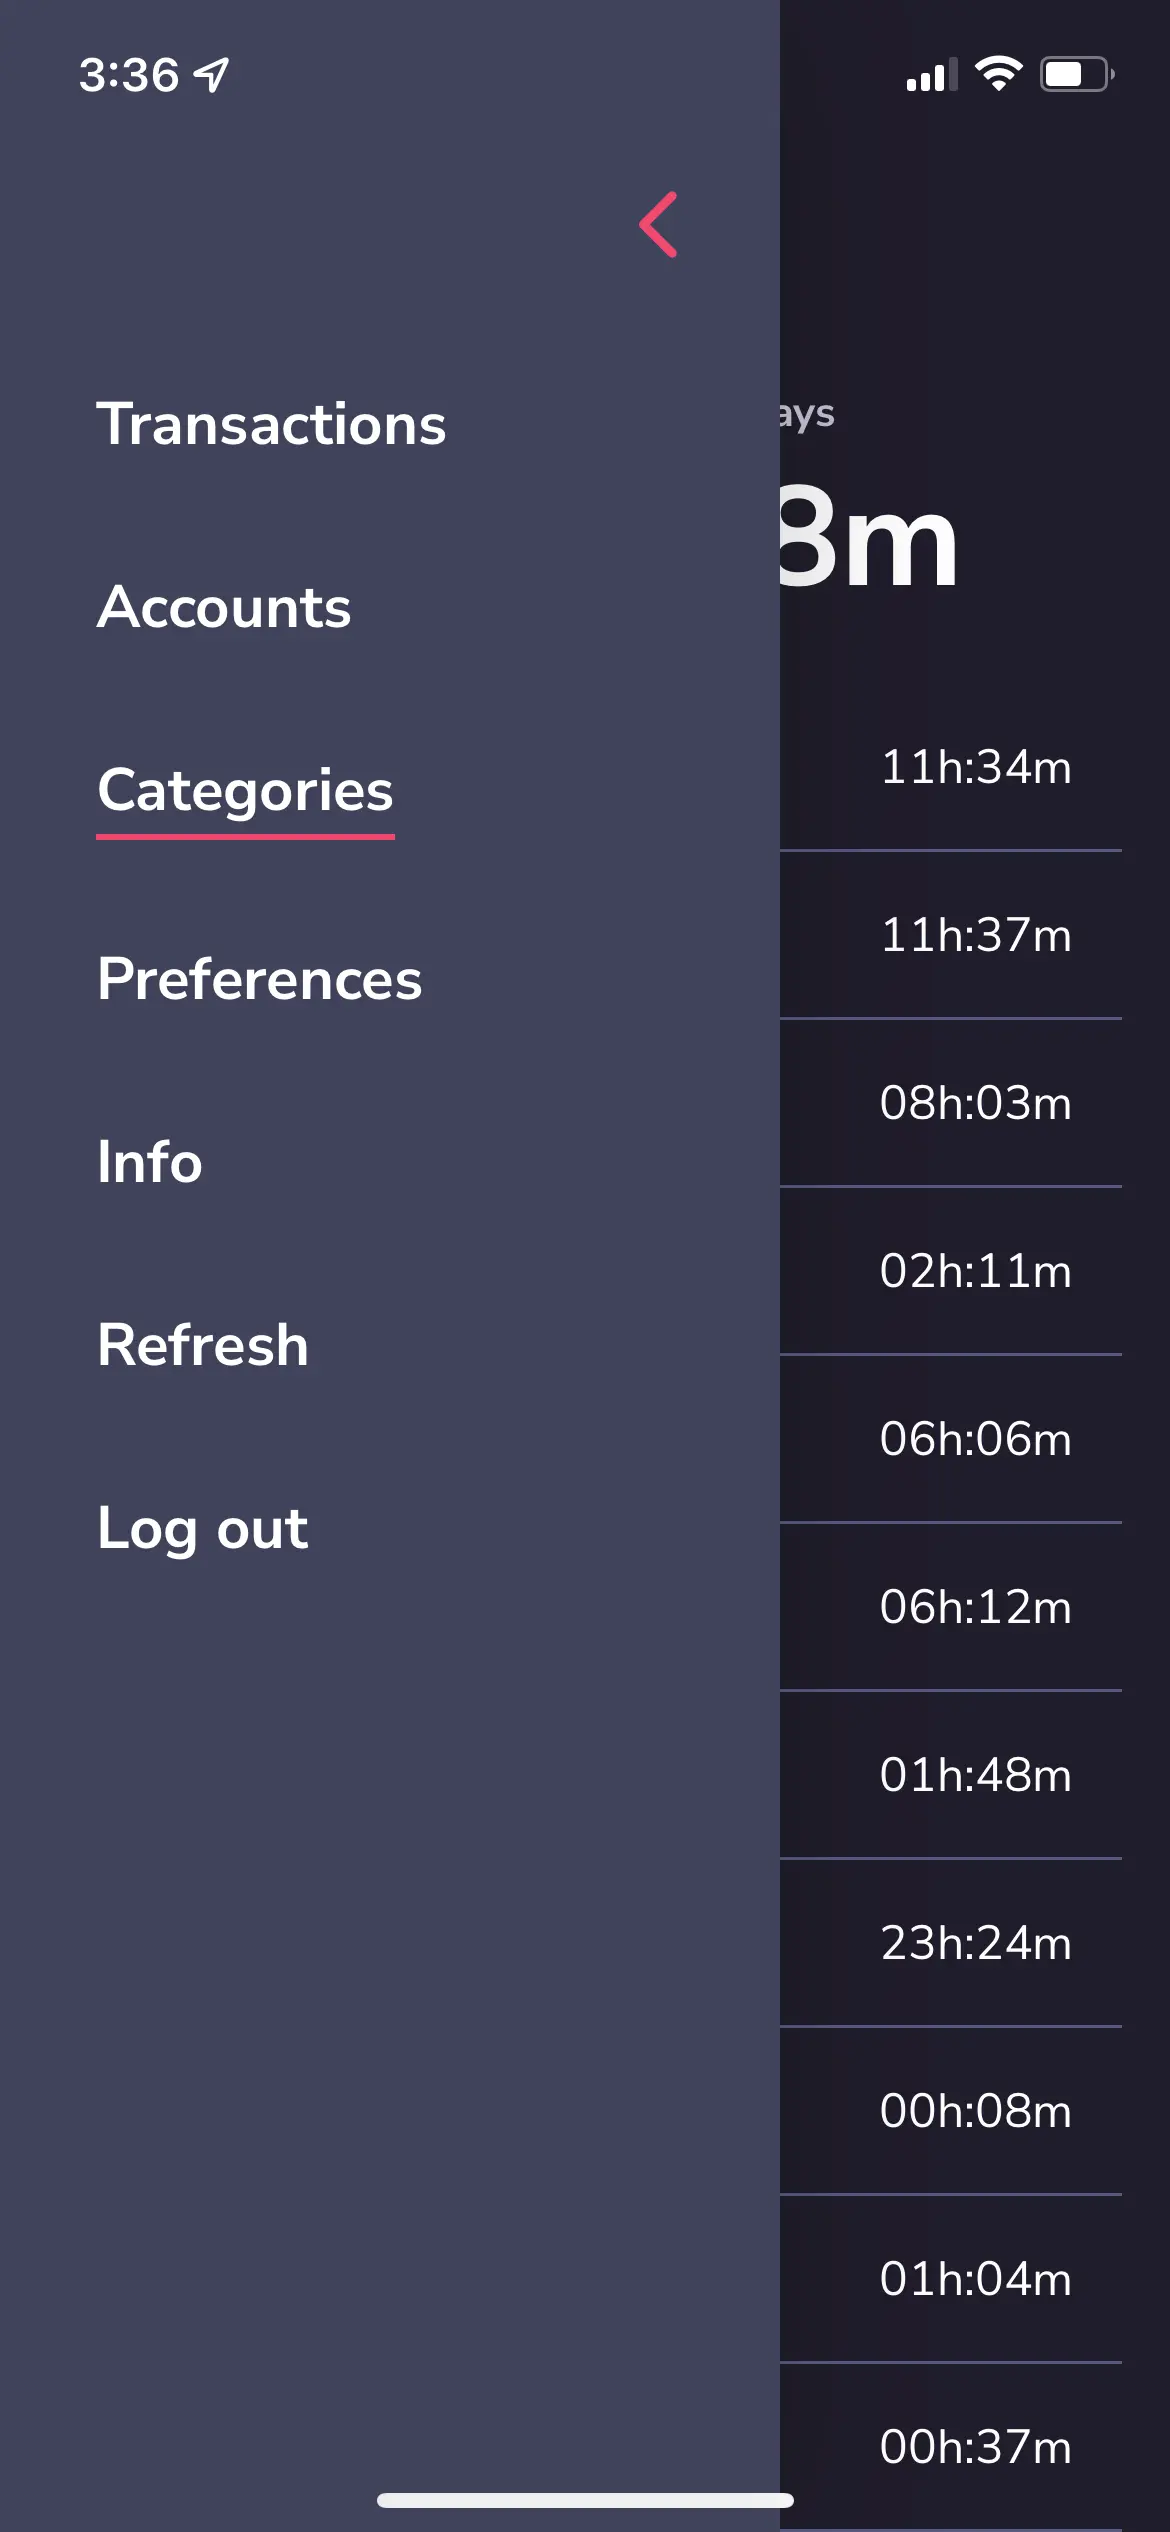 3:36
Transactions
Accounts
Categories
Preferences
Info
Refresh
Log out
ays
8m
11h:34m
11h:37m
08h:03m
02h:11m
06h:06m
06h:12m
01h:48m
23h:24m
00h:08m
01h:04m
00h:37m